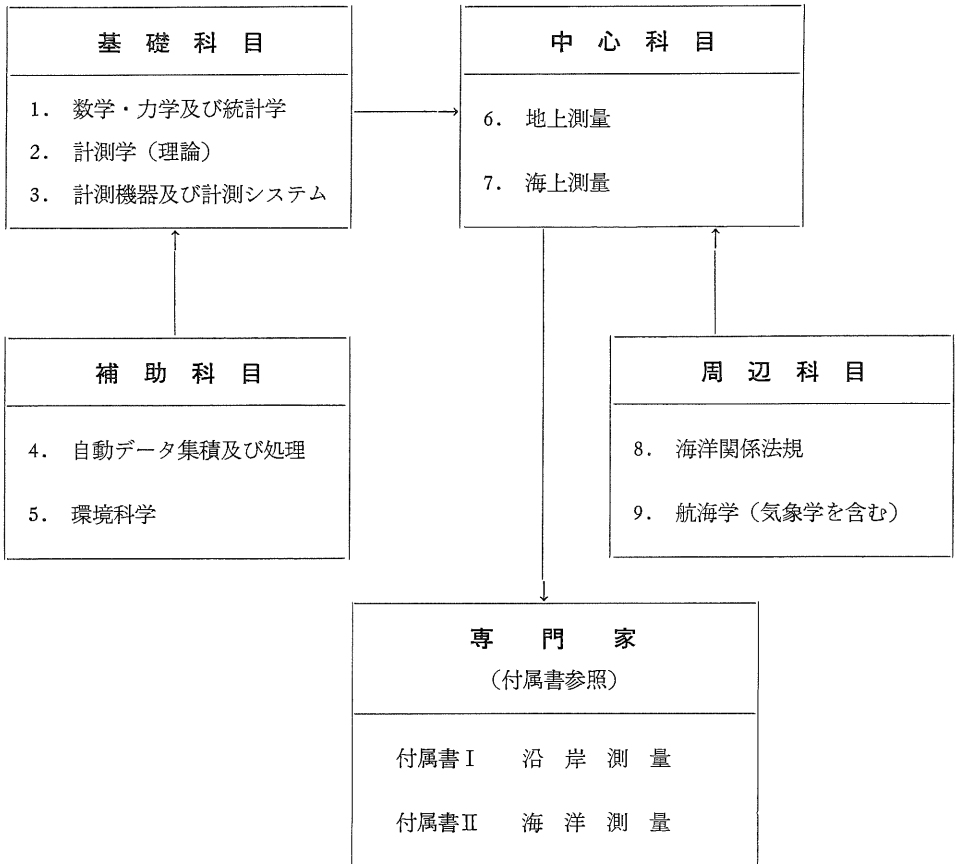 基礎科目
1. 数学・力学及び統計学
2. 計測学（理論）
3. 計測機器及び計測システム
中心科目
6. 地上測量
7. 海上測量
補助科目
4. 自動データ集積及び処理
5. 環境科学
周辺科目
8. 海洋関係法規
9. 航海学（気象学を含む）
専門家
（付属書参照）
付属書Ⅰ 沿岸測量
付属書Ⅱ 海洋測量